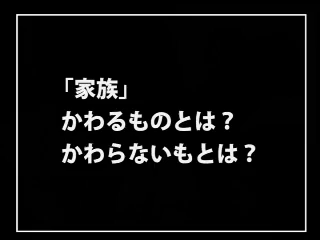 「家族」
かわるものとは？
かわらないもとは？